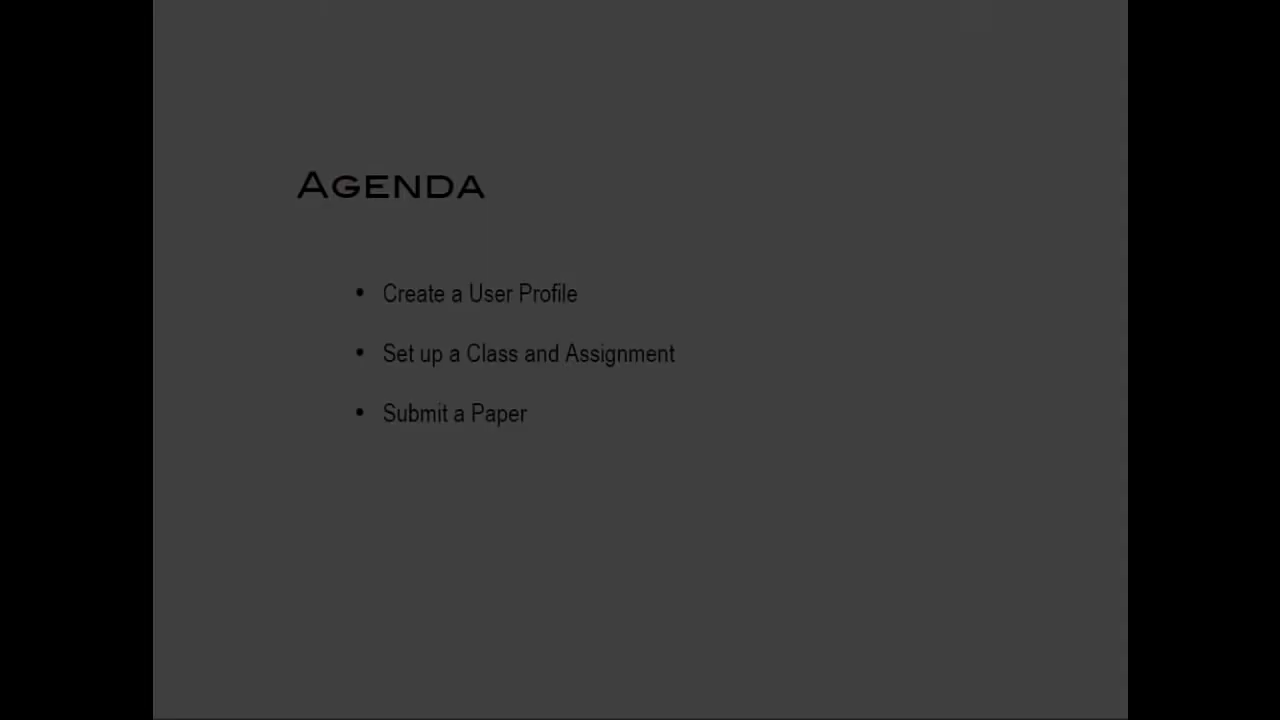 Agenda
• Create a User Profile
• Set up a Class and Assignment
• Submit a Paper